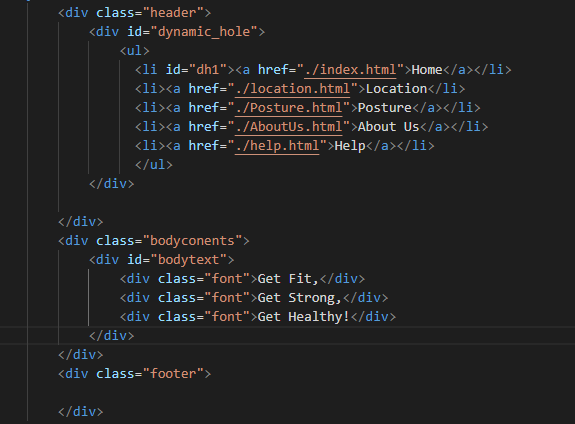 <div class="header">
<div id="dynamic_hole">
<ul>
<li id="dh1"><a href="./index.html">Home</a></li>
<li><a href="./location.html">Location</li>
<li><a href="./Posture.html">Posture</a></li>
<li><a href="./AboutUs.html">About Us</a></li>
<li><a href="./help.html">Help</a></li>
</ul>
</div>
</div>
<div class="bodyconents">
<div id="bodytext">
<div class="font">Get Fit,</div>
<div class="font">Get Strong,</div>
<div class="font">Get Healthy!</div>
</div>
</div>
<div class="footer">
</div>